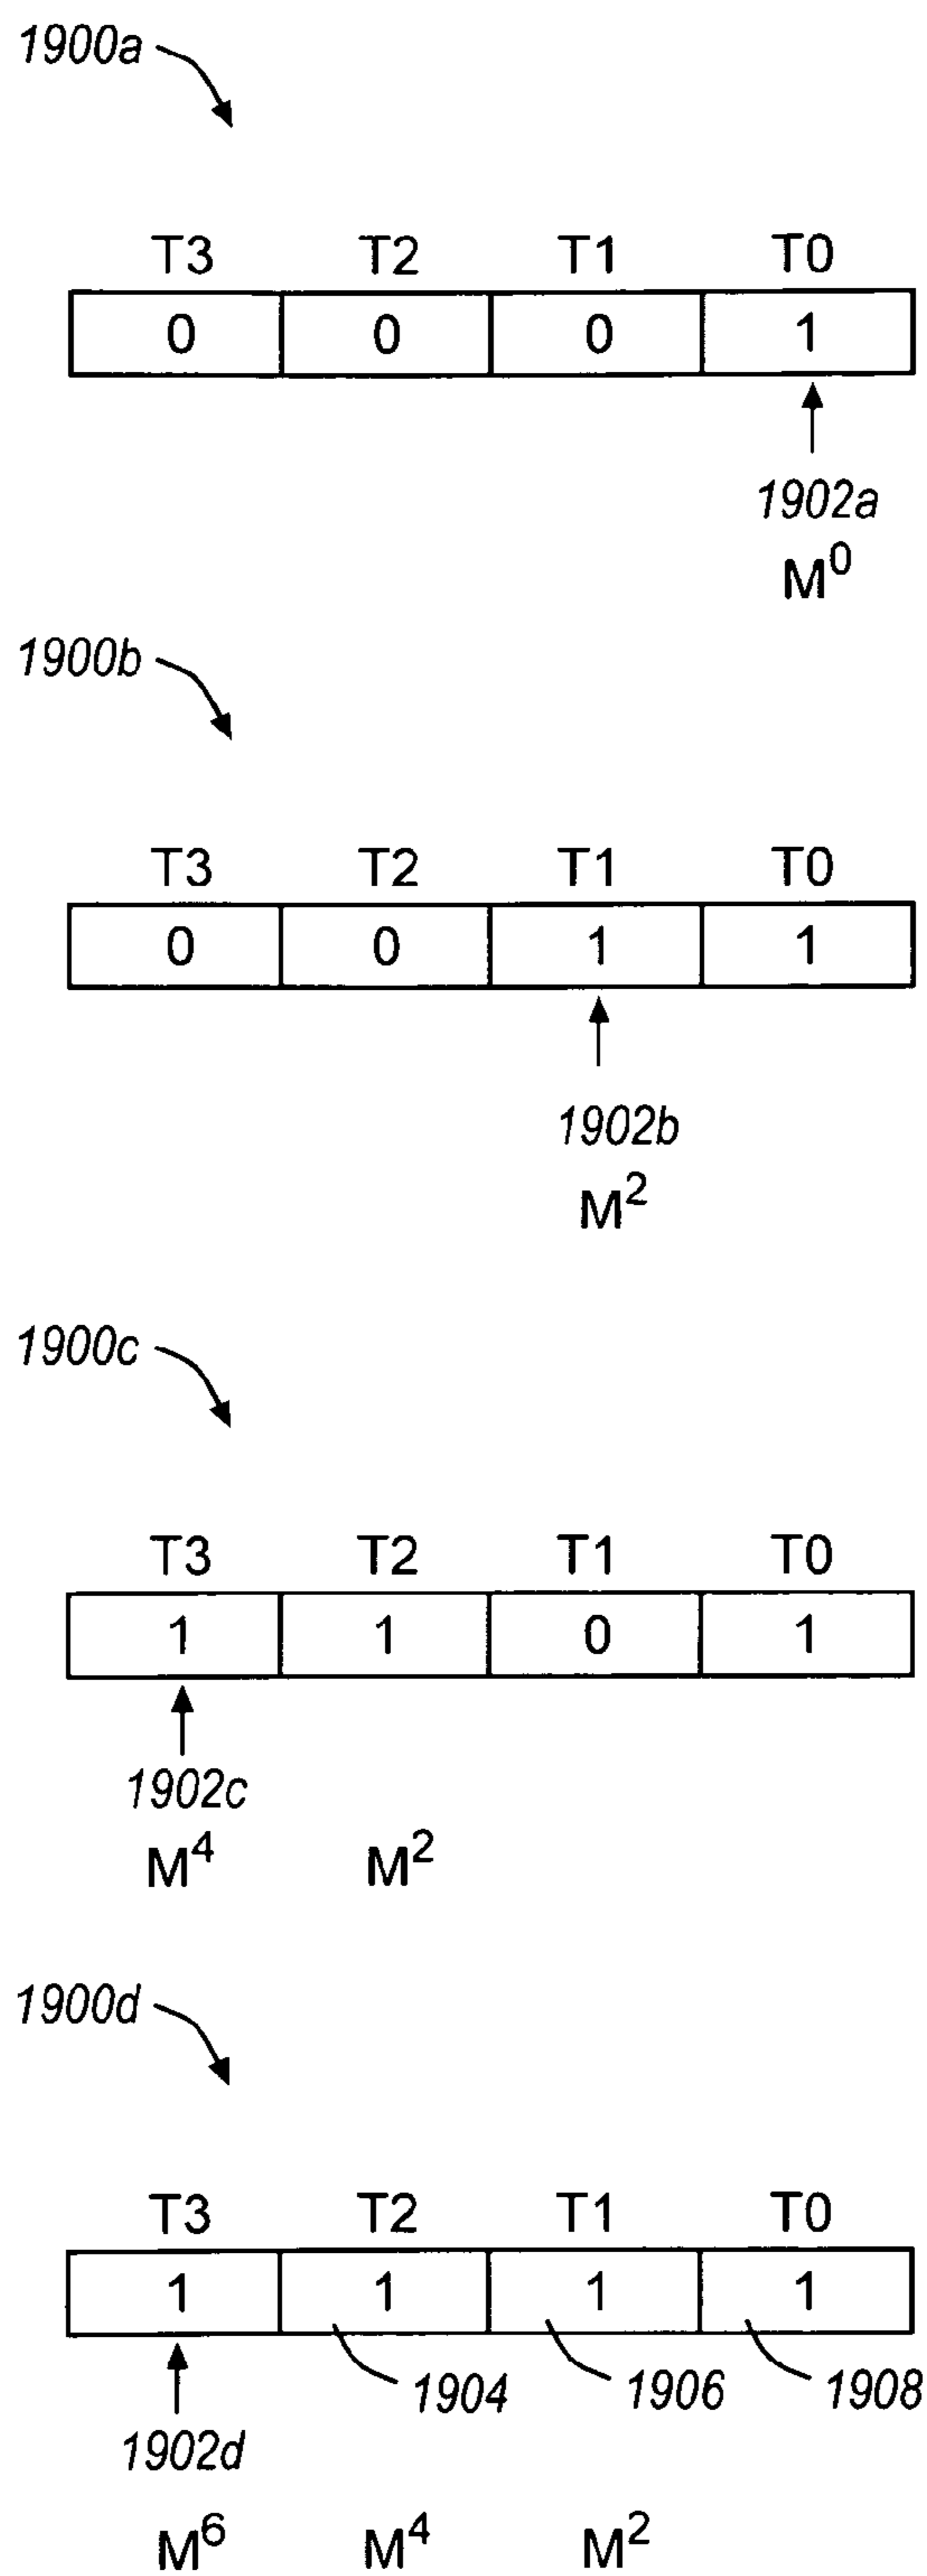 1900a
T3 T2 T1 T0
0 0 0 1
1902a
M⁰
1900b
T3 T2 T1 T0
0 0 1 1
1902b
M²
1900c
T3 T2 T1 T0
1 1 0 1
1902c
M⁴ M²
1900d
T3 T2 T1 T0
1 1 1 1
1904 1906 1908
1902d
M⁶ M⁴ M²